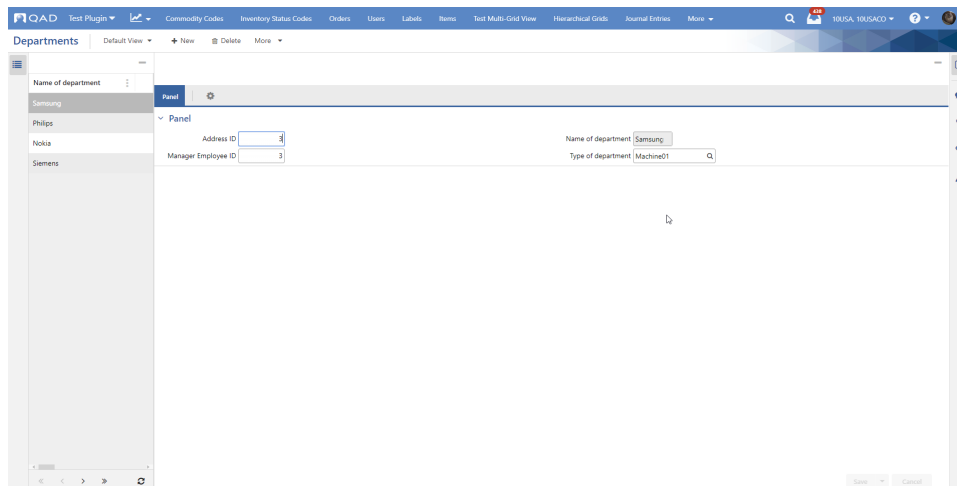 QAD Test Plugin Commodity Codes Inventory Status Codes Orders Users Labels Items Test Multi-Grid View Hierarchical Grids Journal Entries More 10USA, 10USACO
Departments Default View + New Delete More
Name of department
Samsung
Philips
Nokia
Siemens
Panel
Panel
Address ID 3 Name of department Samsung
Manager Employee ID 3 Type of department Machine01
Save Cancel